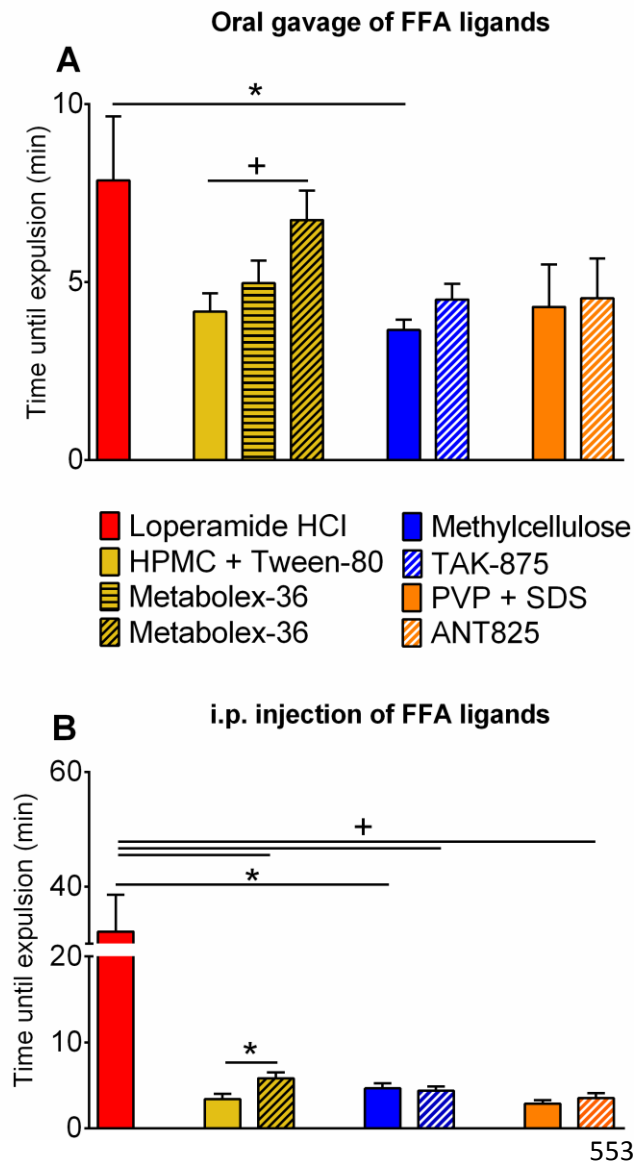 Oral gavage of FFA ligands
A
Time until expulsion (min)
10
5
0
*
+
Loperamide HCl
HPMC + Tween-80
Metabolex-36
Metabolex-36
Methylcellulose
TAK-875
PVP + SDS
ANT825
i.p. injection of FFA ligands
B
Time until expulsion (min)
60
40
20
10
0
+
*
*
553